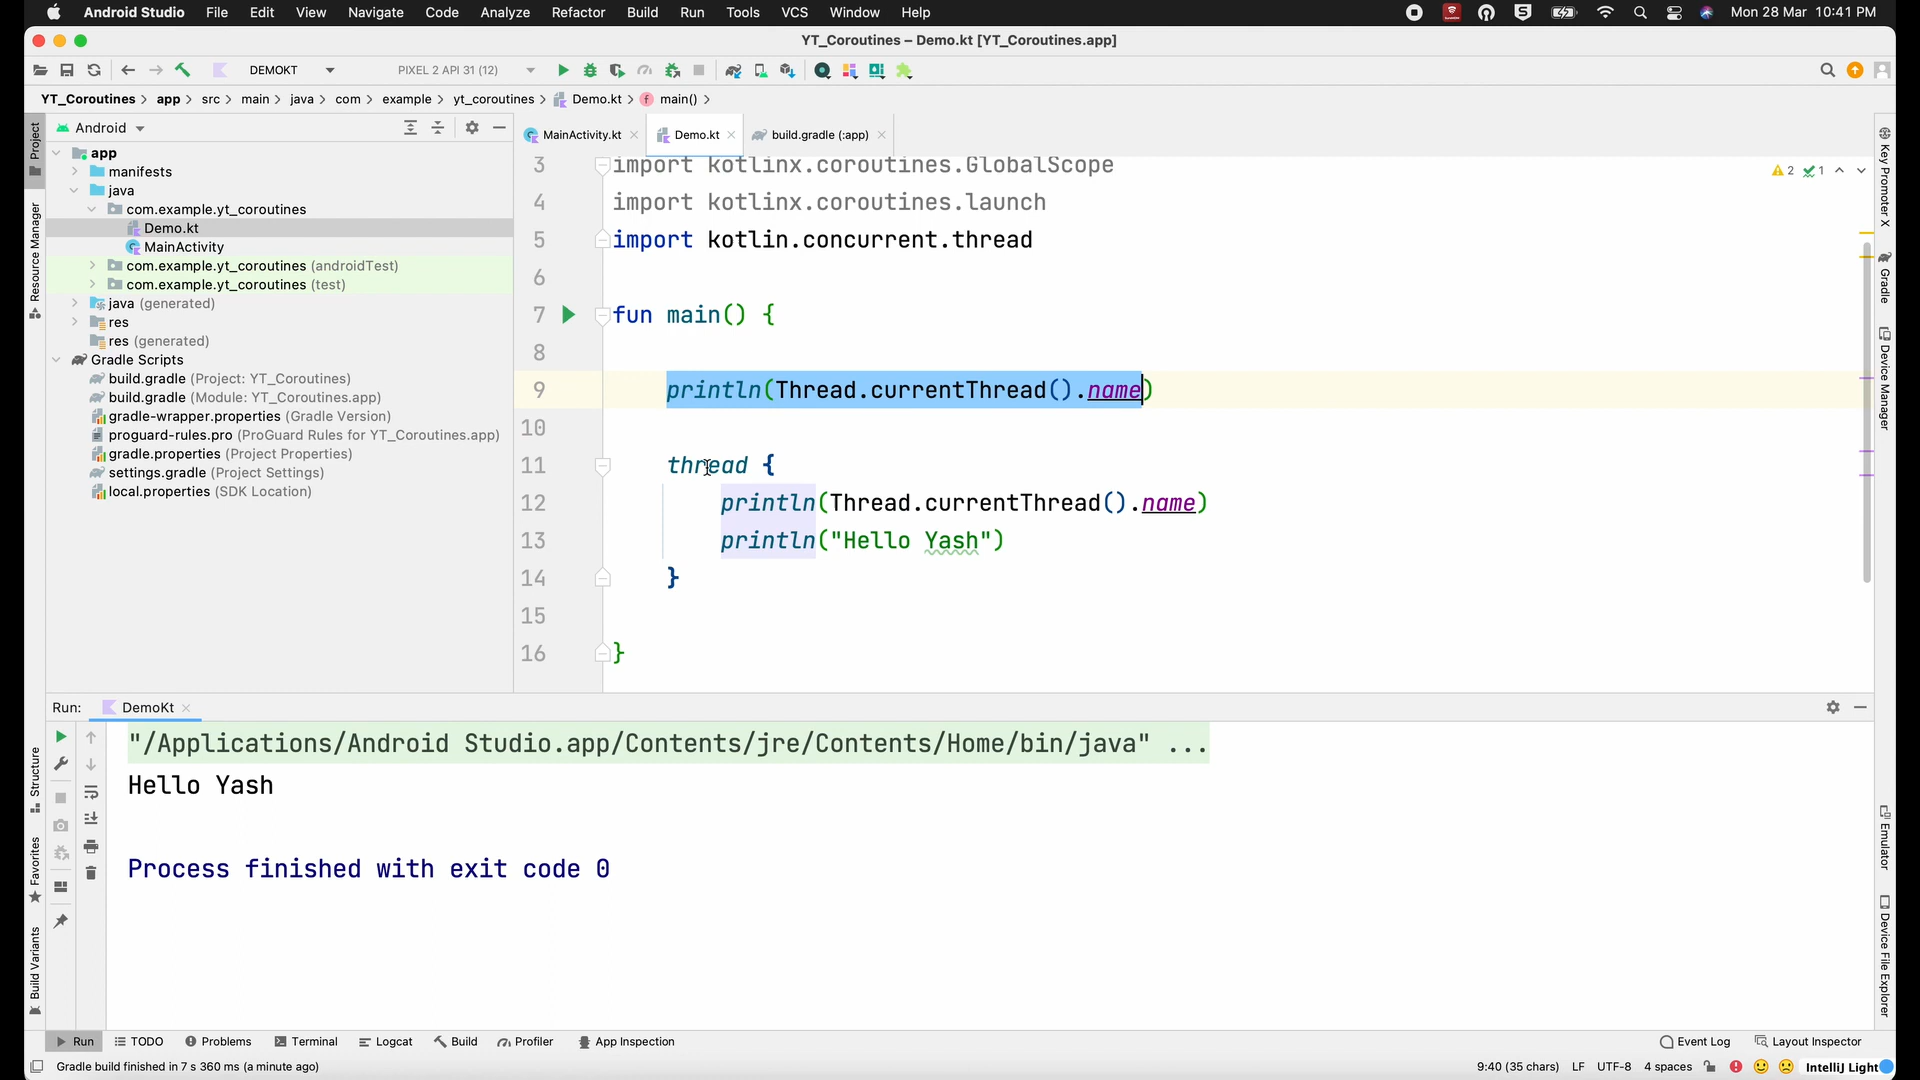 Android Studio File Edit View Navigate Code Analyze Refactor Build Run Tools VCS Window Help Mon 28 Mar 10:41 PM
YT_Coroutines – Demo.kt [YT_Coroutines.app]
DEMOKT PIXEL 2 API 31 (12)
YT_Coroutines app src main java com example yt_coroutines Demo.kt main()
Android
MainActivity.kt Demo.kt build.gradle (:app)
Project
Resource Manager
Structure
Favorites
Build Variants
app
manifests
java
com.example.yt_coroutines
Demo.kt
MainActivity
com.example.yt_coroutines (androidTest)
com.example.yt_coroutines (test)
java (generated)
res
res (generated)
Gradle Scripts
build.gradle (Project: YT_Coroutines)
build.gradle (Module: YT_Coroutines.app)
gradle-wrapper.properties (Gradle Version)
proguard-rules.pro (ProGuard Rules for YT_Coroutines.app)
gradle.properties (Project Properties)
settings.gradle (Project Settings)
local.properties (SDK Location)
2 1
3 import kotlinx.coroutines.GlobalScope
4 import kotlinx.coroutines.launch
5 import kotlin.concurrent.thread
6
7 fun main() {
8
9 println(Thread.currentThread().name)
10
11 thread {
12 println(Thread.currentThread().name)
13 println("Hello Yash")
14 }
15
16 }
Key Promoter X
Gradle
Device Manager
Emulator
Device File Explorer
Run: DemoKt
"/Applications/Android Studio.app/Contents/jre/Contents/Home/bin/java" ...
Hello Yash
Process finished with exit code 0
Run TODO Problems Terminal Logcat Build Profiler App Inspection Event Log Layout Inspector
Gradle build finished in 7 s 360 ms (a minute ago) 9:40 (35 chars) LF UTF-8 4 spaces IntelliJ Light